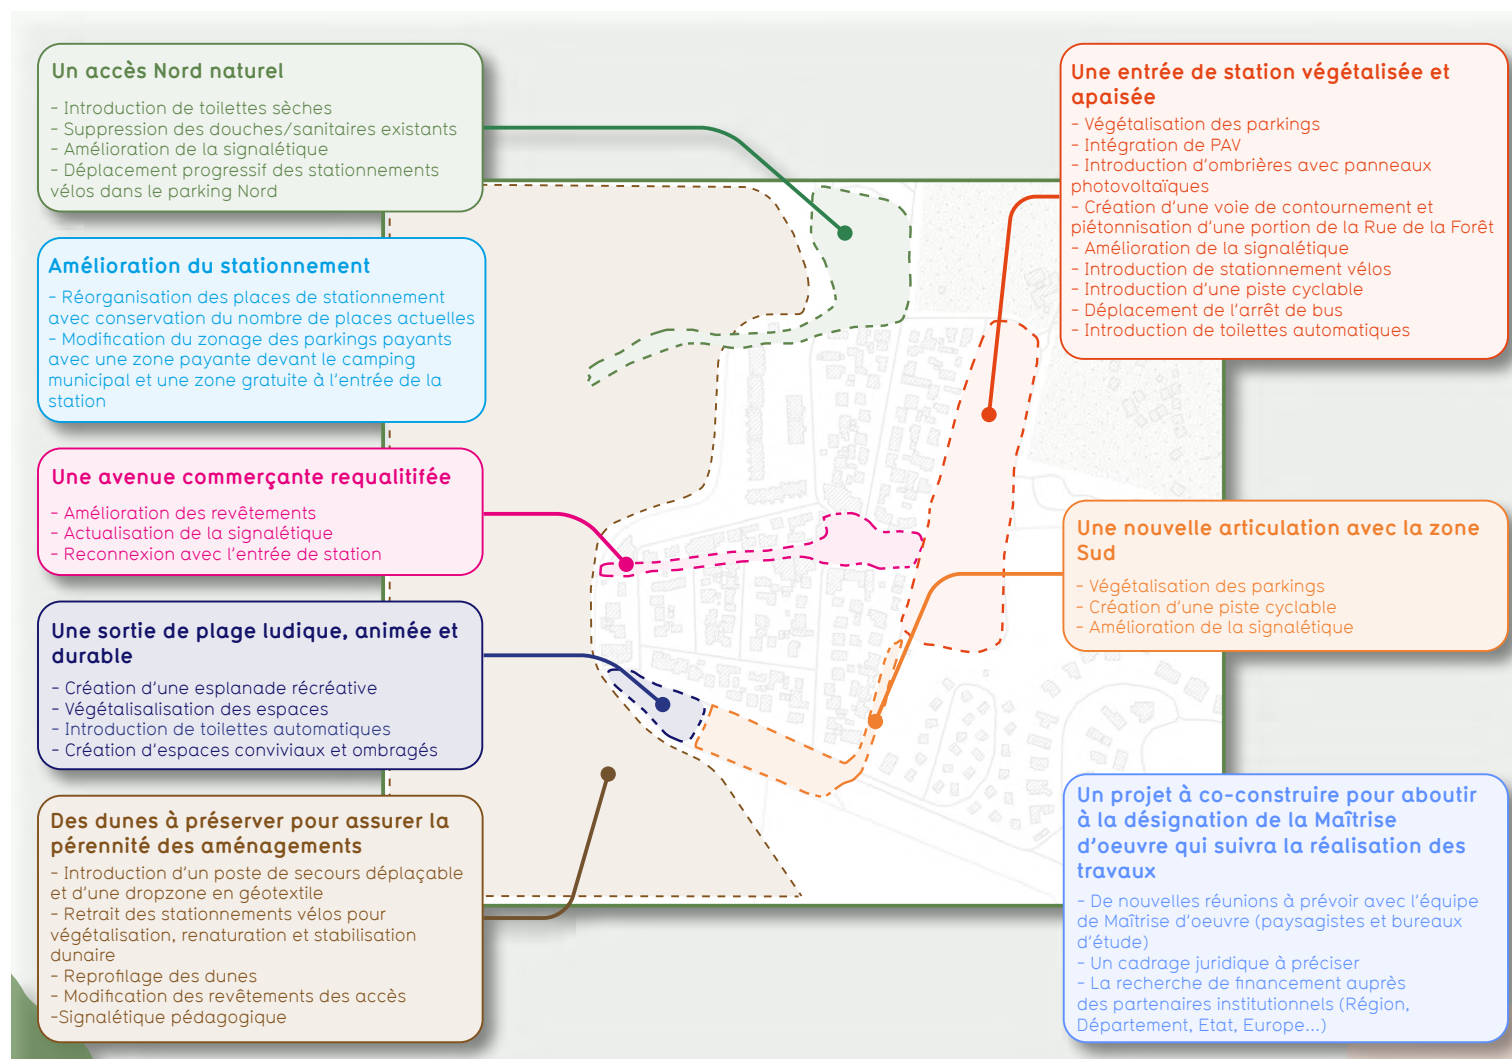 Un accès Nord naturel
- Introduction de toilettes sèches
- Suppression des douches/sanitaires existants
- Amélioration de la signalétique
- Déplacement progressif des stationnements
vélos dans le parking Nord
Amélioration du stationnement
- Réorganisation des places de stationnement
avec conservation du nombre de places actuelles
- Modification du zonage des parkings payants
avec une zone payante devant le camping
municipal et une zone gratuite à l'entrée de la
station
Une avenue commerçante requalitifée
- Amélioration des revêtements
- Actualisation de la signalétique
- Reconnexion avec l'entrée de station
Une sortie de plage ludique, animée et
durable
- Création d'une esplanade récréative
- Végétalisalisation des espaces
- Introduction de toilettes automatiques
- Création d'espaces conviviaux et ombragés
Des dunes à préserver pour assurer la
pérennité des aménagements
- Introduction d'un poste de secours déplaçable
et d'une dropzone en géotextile
- Retrait des stationnements vélos pour
végétalisation, renaturation et stabilisation
dunaire
- Reprofilage des dunes
- Modification des revêtements des accès
-Signalétique pédagogique
Une entrée de station végétalisée et
apaisée
- Végétalisation des parkings
- Intégration de PAV
- Introduction d'ombrières avec panneaux
photovoltaïques
- Création d'une voie de contournement et
piétonnisation d'une portion de la Rue de la Forêt
- Amélioration de la signalétique
- Introduction de stationnement vélos
- Introduction d'une piste cyclable
- Déplacement de l'arrêt de bus
- Introduction de toilettes automatiques
Une nouvelle articulation avec la zone
Sud
- Végétalisation des parkings
- Création d'une piste cyclable
- Amélioration de la signalétique
Un projet à co-construire pour aboutir
à la désignation de la Maîtrise
d'oeuvre qui suivra la réalisation des
travaux
- De nouvelles réunions à prévoir avec l'équipe
de Maîtrise d'oeuvre (paysagistes et bureaux
d'étude)
- Un cadrage juridique à préciser
- La recherche de financement auprès
des partenaires institutionnels (Région,
Département, Etat, Europe...)